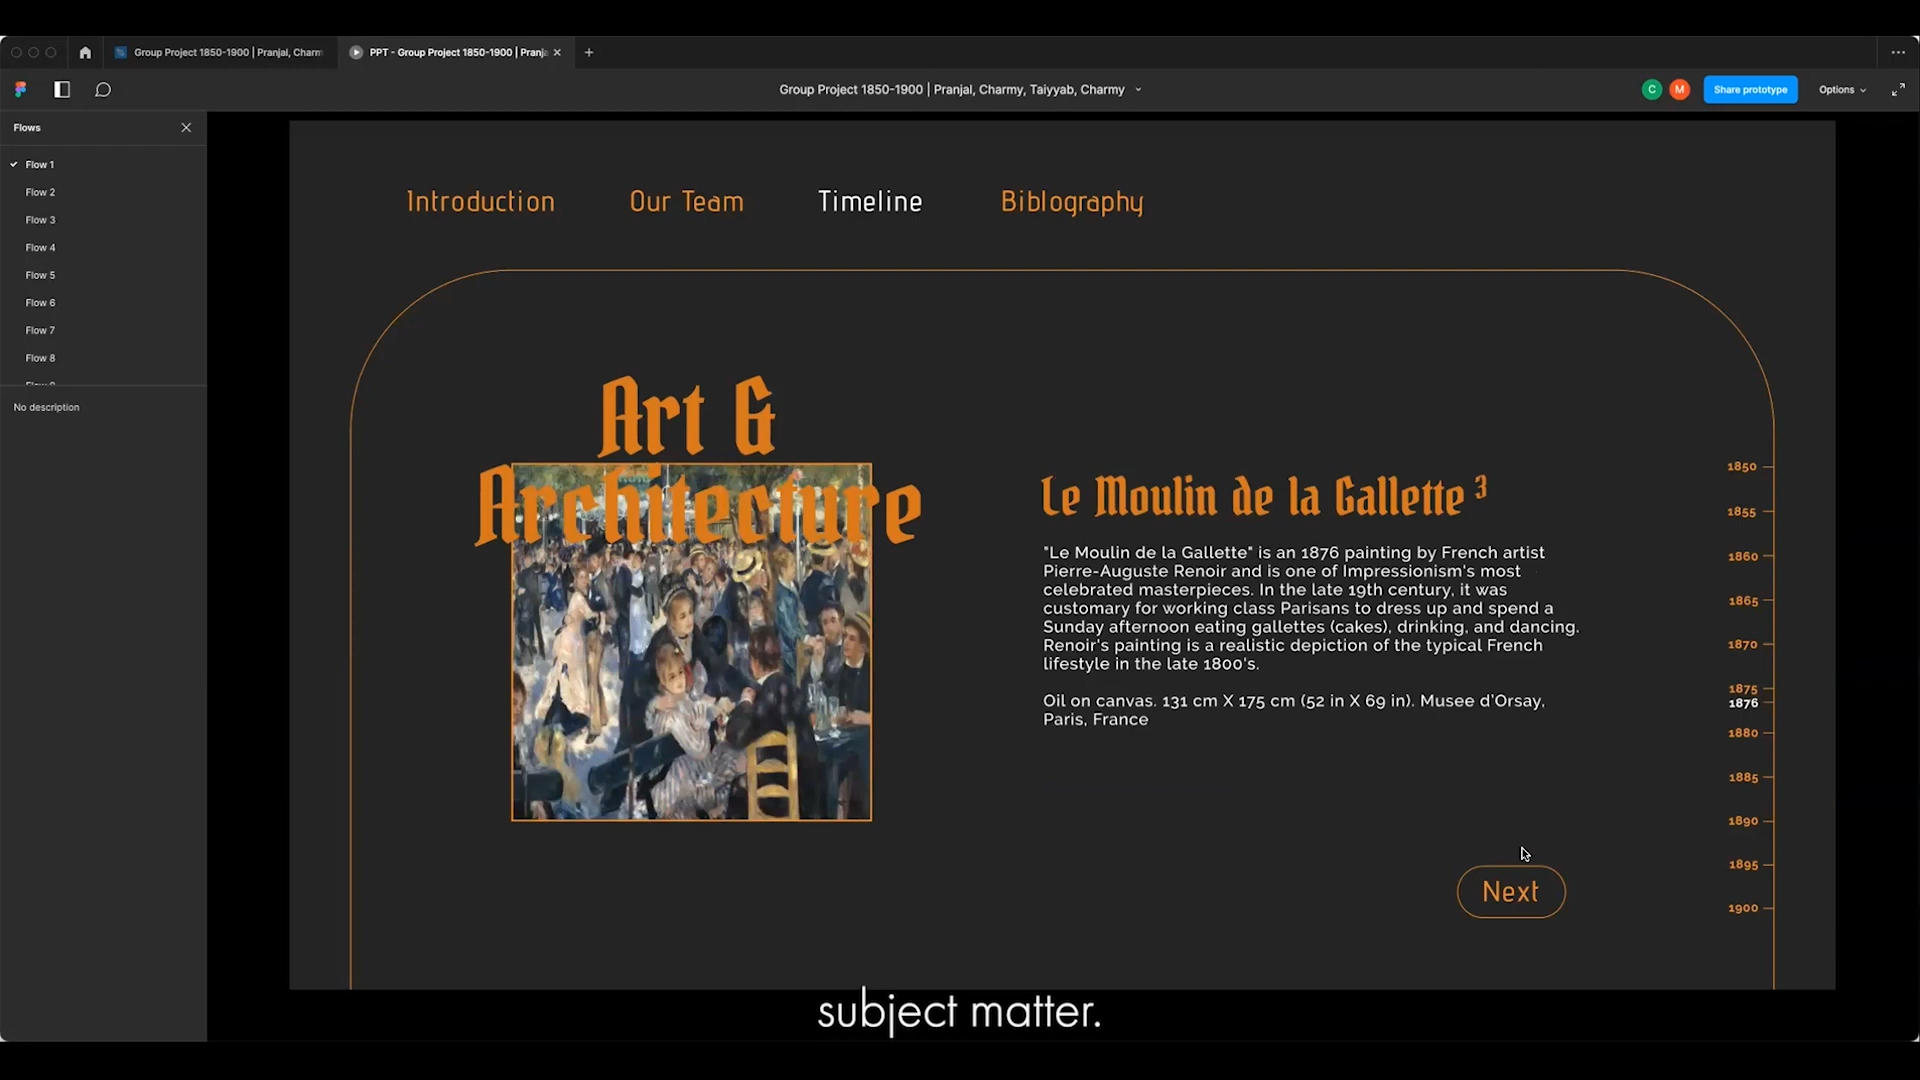 Group Project 1850-1900 | Pranjal, Charm
PPT - Group Project 1850-1900 | Pranja
Group Project 1850-1900 | Pranjal, Charmy, Taiyyab, Charmy
C
M
Share prototype
Options
Flows
Flow 1
Flow 2
Flow 3
Flow 4
Flow 5
Flow 6
Flow 7
Flow 8
No description
Introduction
Our Team
Timeline
Biblography
Art &
Architecture
Le Moulin de la Gallette 3
"Le Moulin de la Gallette" is an 1876 painting by French artist
Pierre-Auguste Renoir and is one of Impressionism's most
celebrated masterpieces. In the late 19th century, it was
customary for working class Parisans to dress up and spend a
Sunday afternoon eating gallettes (cakes), drinking, and dancing.
Renoir's painting is a realistic depiction of the typical French
lifestyle in the late 1800's.
Oil on canvas. 131 cm X 175 cm (52 in X 69 in). Musee d'Orsay,
Paris, France
Next
1850
1855
1860
1865
1870
1875
1876
1880
1885
1890
1895
1900
subject matter.